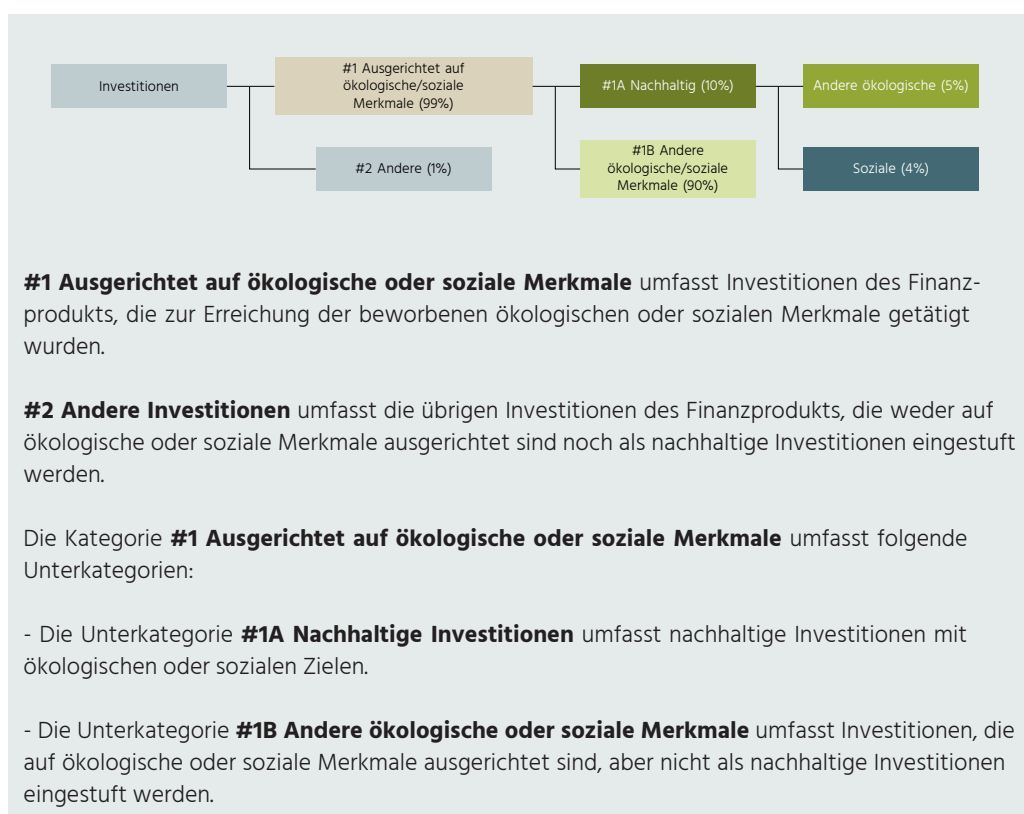 Investitionen
#1 Ausgerichtet auf
ökologische/soziale
Merkmale (99%)
#1A Nachhaltig (10%)
Andere ökologische (5%)
#2 Andere (1%)
#1B Andere
ökologische/soziale
Merkmale (90%)
Soziale (4%)
#1 Ausgerichtet auf ökologische oder soziale Merkmale umfasst Investitionen des Finanz-
produkts, die zur Erreichung der beworbenen ökologischen oder sozialen Merkmale getätigt
wurden.
#2 Andere Investitionen umfasst die übrigen Investitionen des Finanzprodukts, die weder auf
ökologische oder soziale Merkmale ausgerichtet sind noch als nachhaltige Investitionen eingestuft
werden.
Die Kategorie #1 Ausgerichtet auf ökologische oder soziale Merkmale umfasst folgende
Unterkategorien:
- Die Unterkategorie #1A Nachhaltige Investitionen umfasst nachhaltige Investitionen mit
ökologischen oder sozialen Zielen.
- Die Unterkategorie #1B Andere ökologische oder soziale Merkmale umfasst Investitionen, die
auf ökologische oder soziale Merkmale ausgerichtet sind, aber nicht als nachhaltige Investitionen
eingestuft werden.